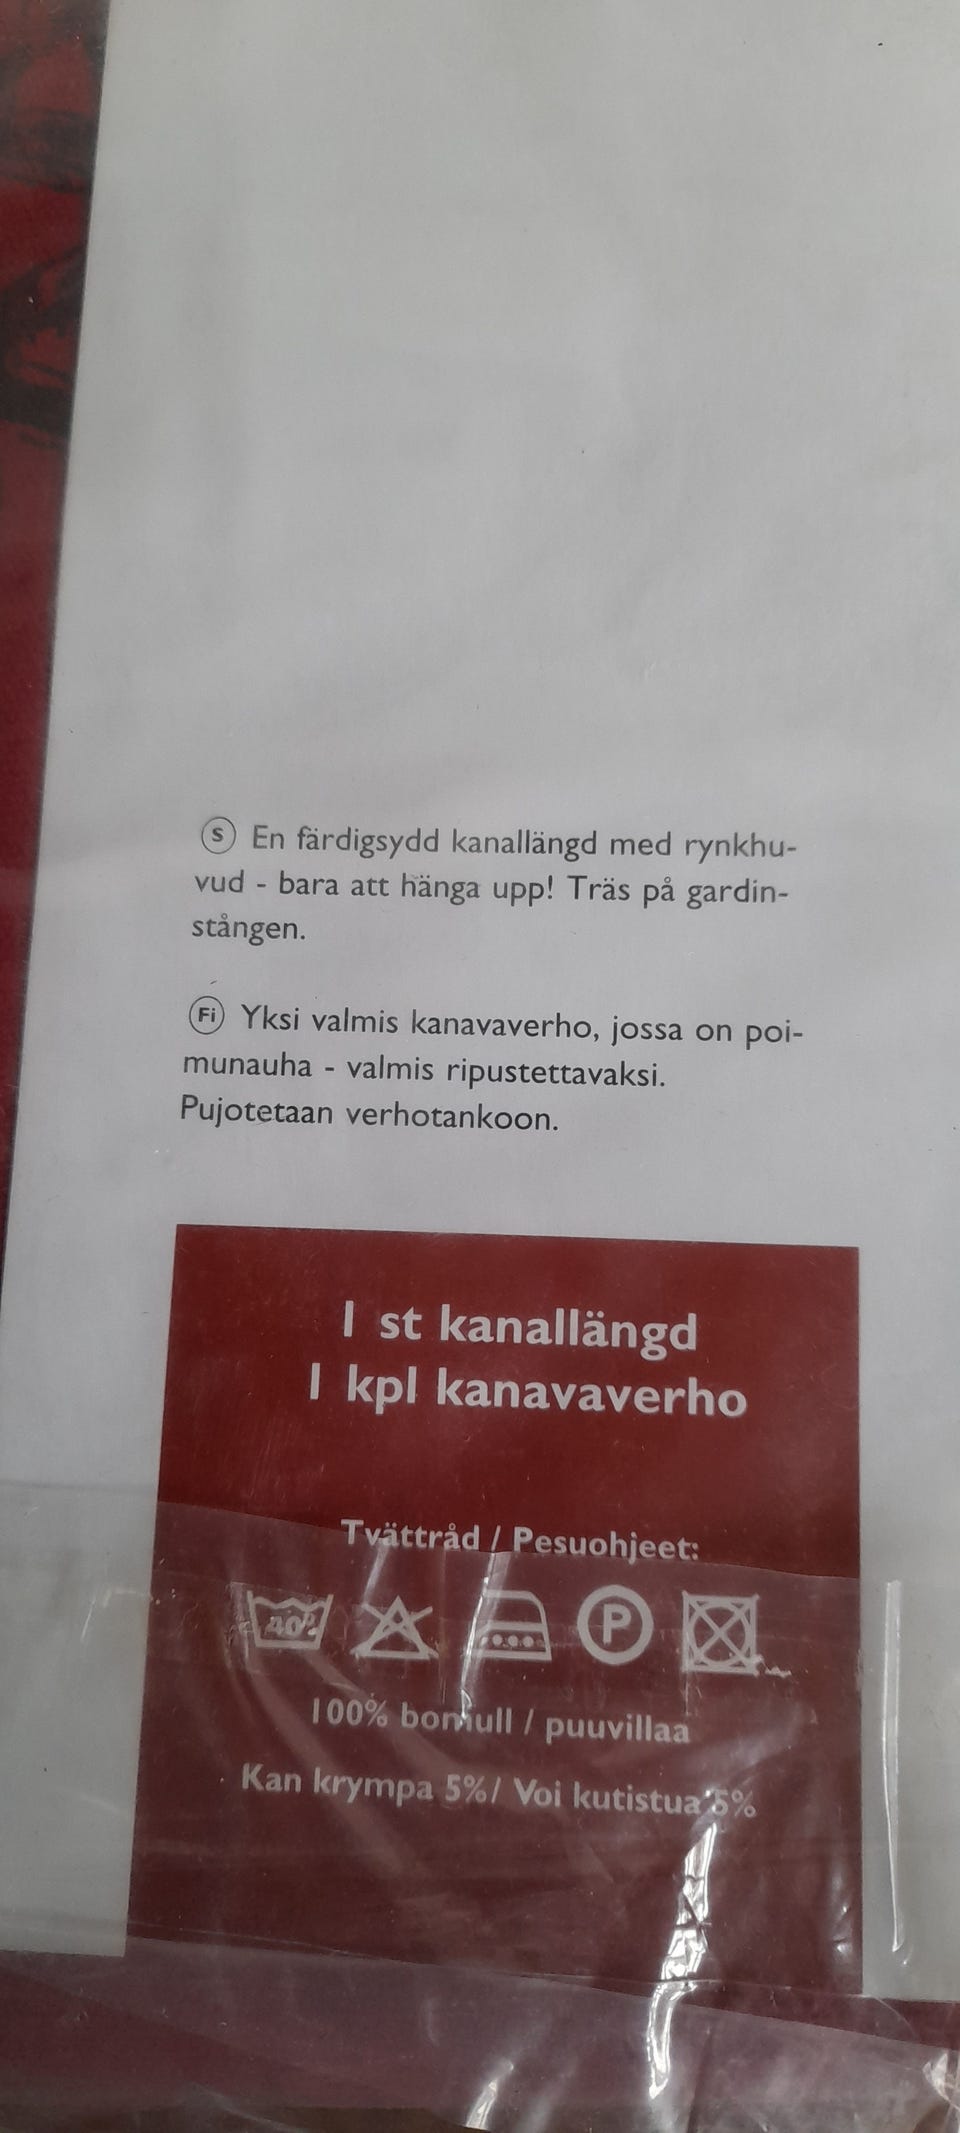 S En färdigsydd kanallängd med rynkhu-
vud - bara att hänga upp! Träs på gardin-
stången.
Fi Yksi valmis kanavaverho, jossa on poi-
munauha - valmis ripustettavaksi.
Pujotetaan verhotankoon.
1 st kanallängd
1 kpl kanavaverho
Tvättråd / Pesuohjeet:
40° P
100% bomull / puuvillaa
Kan krympa 5%/ Voi kutistua 5%